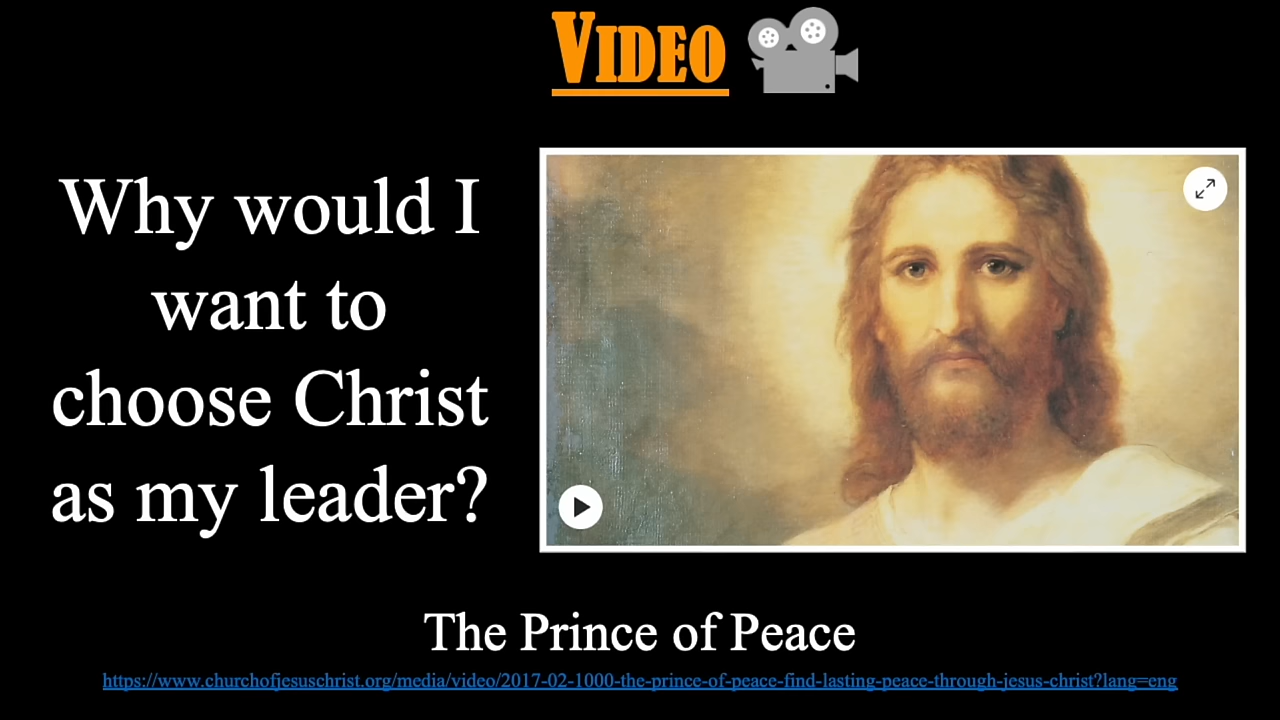 VIDEO
Why would I
want to
choose Christ
as my leader?
The Prince of Peace
https://www.churchofjesuschrist.org/media/video/2017-02-1000-the-prince-of-peace-find-lasting-peace-through-jesus-christ?lang=eng